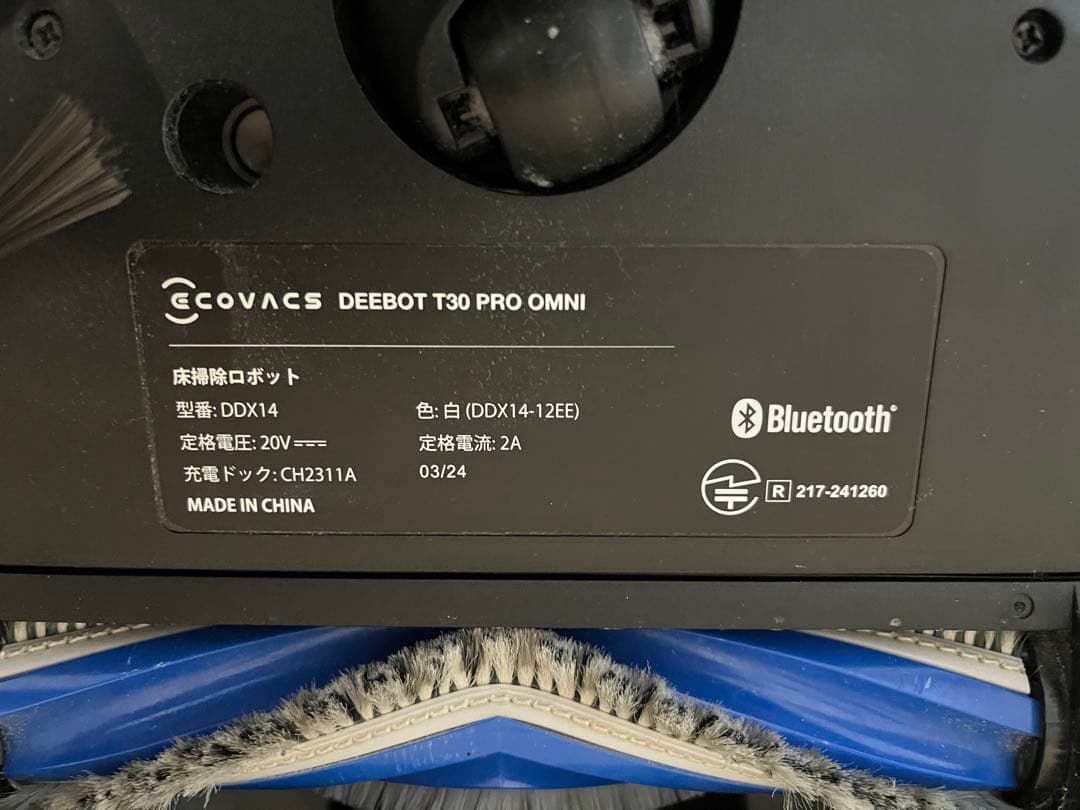 ECOVACS DEEBOT T30 PRO OMNI
床掃除ロボット
型番: DDX14 色: 白 (DDX14-12EE)
定格電圧: 20V⎓ 定格電流: 2A
充電ドック: CH2311A 03/24
MADE IN CHINA
Bluetooth®
R 217-241260